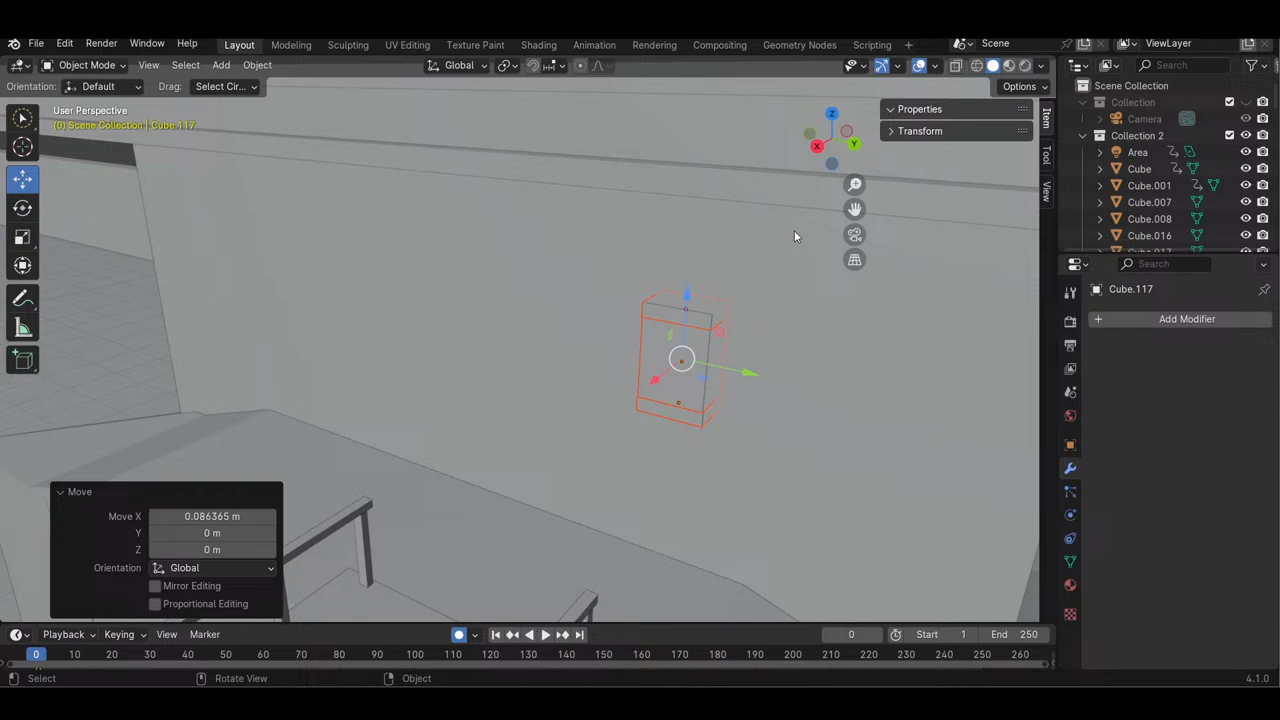 File Edit Render Window Help Layout Modeling Sculpting UV Editing Texture Paint Shading Animation Rendering Compositing Geometry Nodes Scripting + Scene ViewLayer
Object Mode View Select Add Object Global Search
Orientation: Default Drag: Select Cir... Options
User Perspective
(0) Scene Collection | Cube.117
Z
X
Y
Properties
Transform
Item
Tool
View
Scene Collection
Collection
Camera
Collection 2
Area
Cube
Cube.001
Cube.007
Cube.008
Cube.016
Search
Cube.117
+ Add Modifier
Move
Move X 0.086365 m
Y 0 m
Z 0 m
Orientation Global
Mirror Editing
Proportional Editing
Playback Keying View Marker 0 Start 1 End 250
0 10 20 30 40 50 60 70 80 90 100 110 120 130 140 150 160 170 180 190 200 210 220 230 240 250 260
Select Rotate View Object 4.1.0